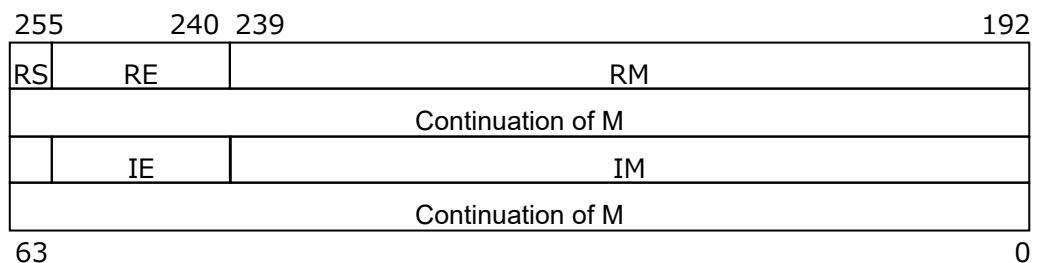 255 240 239 192
RS RE RM
Continuation of M
IE IM
Continuation of M
63 0